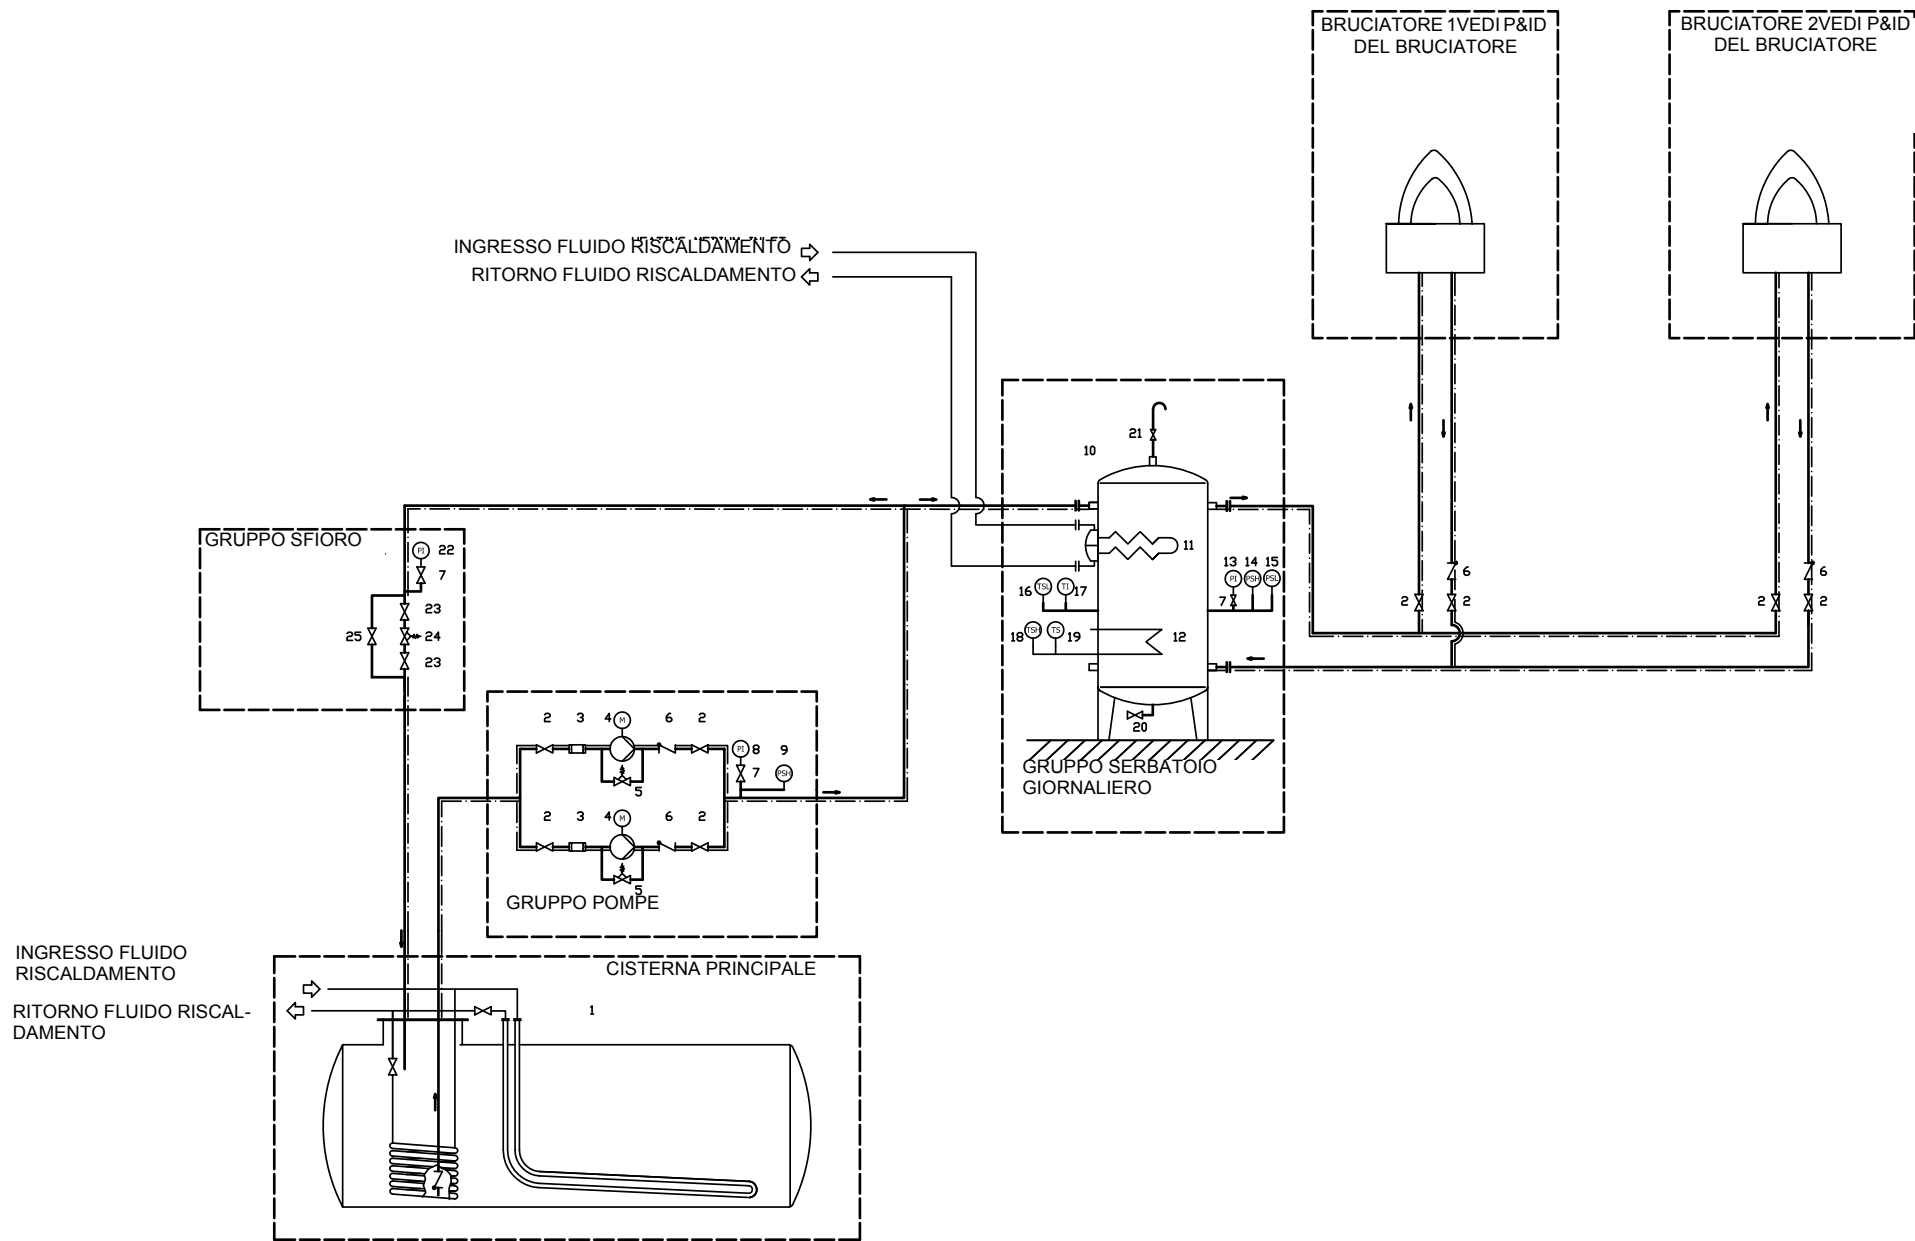 BRUCIATORE 1VEDI P&ID
DEL BRUCIATORE
BRUCIATORE 2VEDI P&ID
DEL BRUCIATORE
INGRESSO FLUIDO RISCALDAMENTO
RITORNO FLUIDO RISCALDAMENTO
21
10
GRUPPO SFIORO
PI 22
7
23
25 24
23
11
13 14 15
PI PSH PSL
7
16 TSL TI 17
18 TSH TS 19
12
20
6
2 2
6
2 2
GRUPPO SERBATOIO
GIORNALIERO
2 3 4 M 6 2
5
PI 8 9
7 PSH
2 3 4 M 6 2
5
GRUPPO POMPE
INGRESSO FLUIDO
RISCALDAMENTO
RITORNO FLUIDO RISCAL-
DAMENTO
CISTERNA PRINCIPALE
1